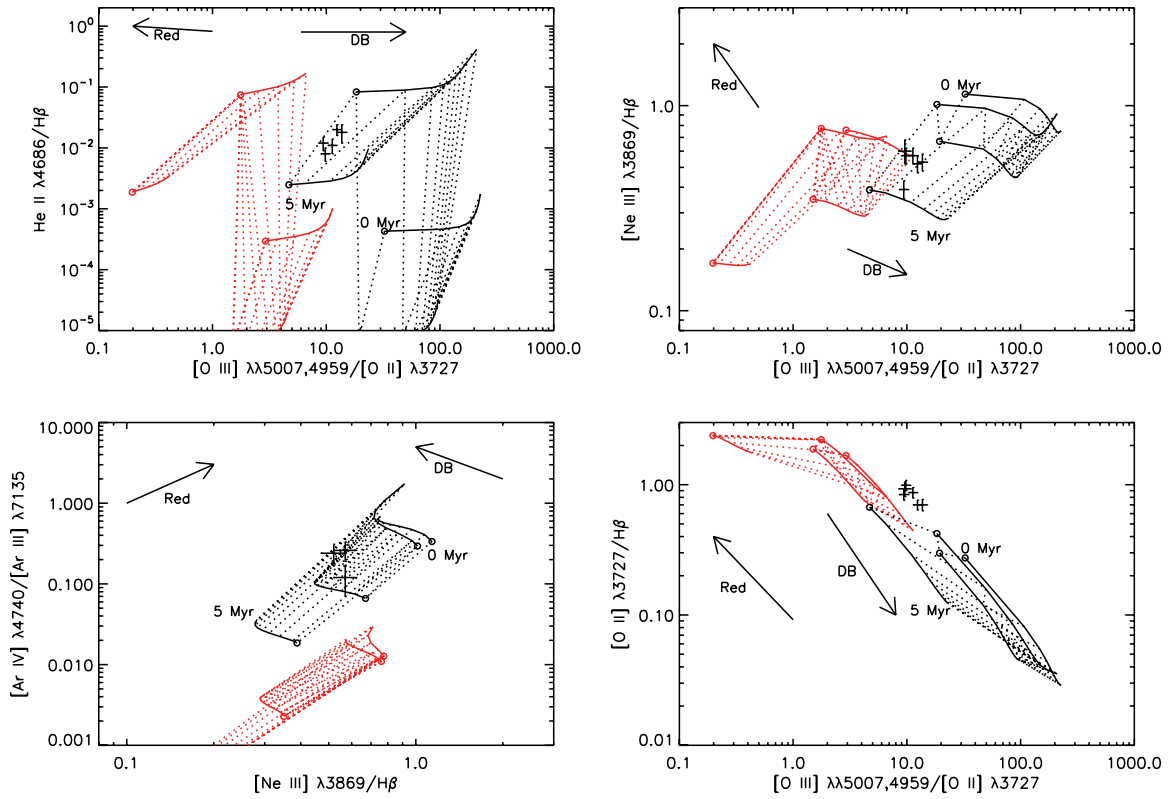 He II λ4686/Hβ
10⁰
10⁻¹
10⁻²
10⁻³
10⁻⁴
10⁻⁵
Red
DB
5 Myr
0 Myr
0.1 1.0 10.0 100.0 1000.0
[O III] λλ5007,4959/[O II] λ3727
[Ne III] λ3869/Hβ
1.0
0.1
Red
0 Myr
5 Myr
DB
0.1 1.0 10.0 100.0 1000.0
[O III] λλ5007,4959/[O II] λ3727
[Ar IV] λ4740/[Ar III] λ7135
10.000
1.000
0.100
0.010
0.001
Red
DB
0 Myr
5 Myr
0.1 1.0
[Ne III] λ3869/Hβ
[O II] λ3727/Hβ
1.00
0.10
0.01
Red
DB
0 Myr
5 Myr
0.1 1.0 10.0 100.0 1000.0
[O III] λλ5007,4959/[O II] λ3727